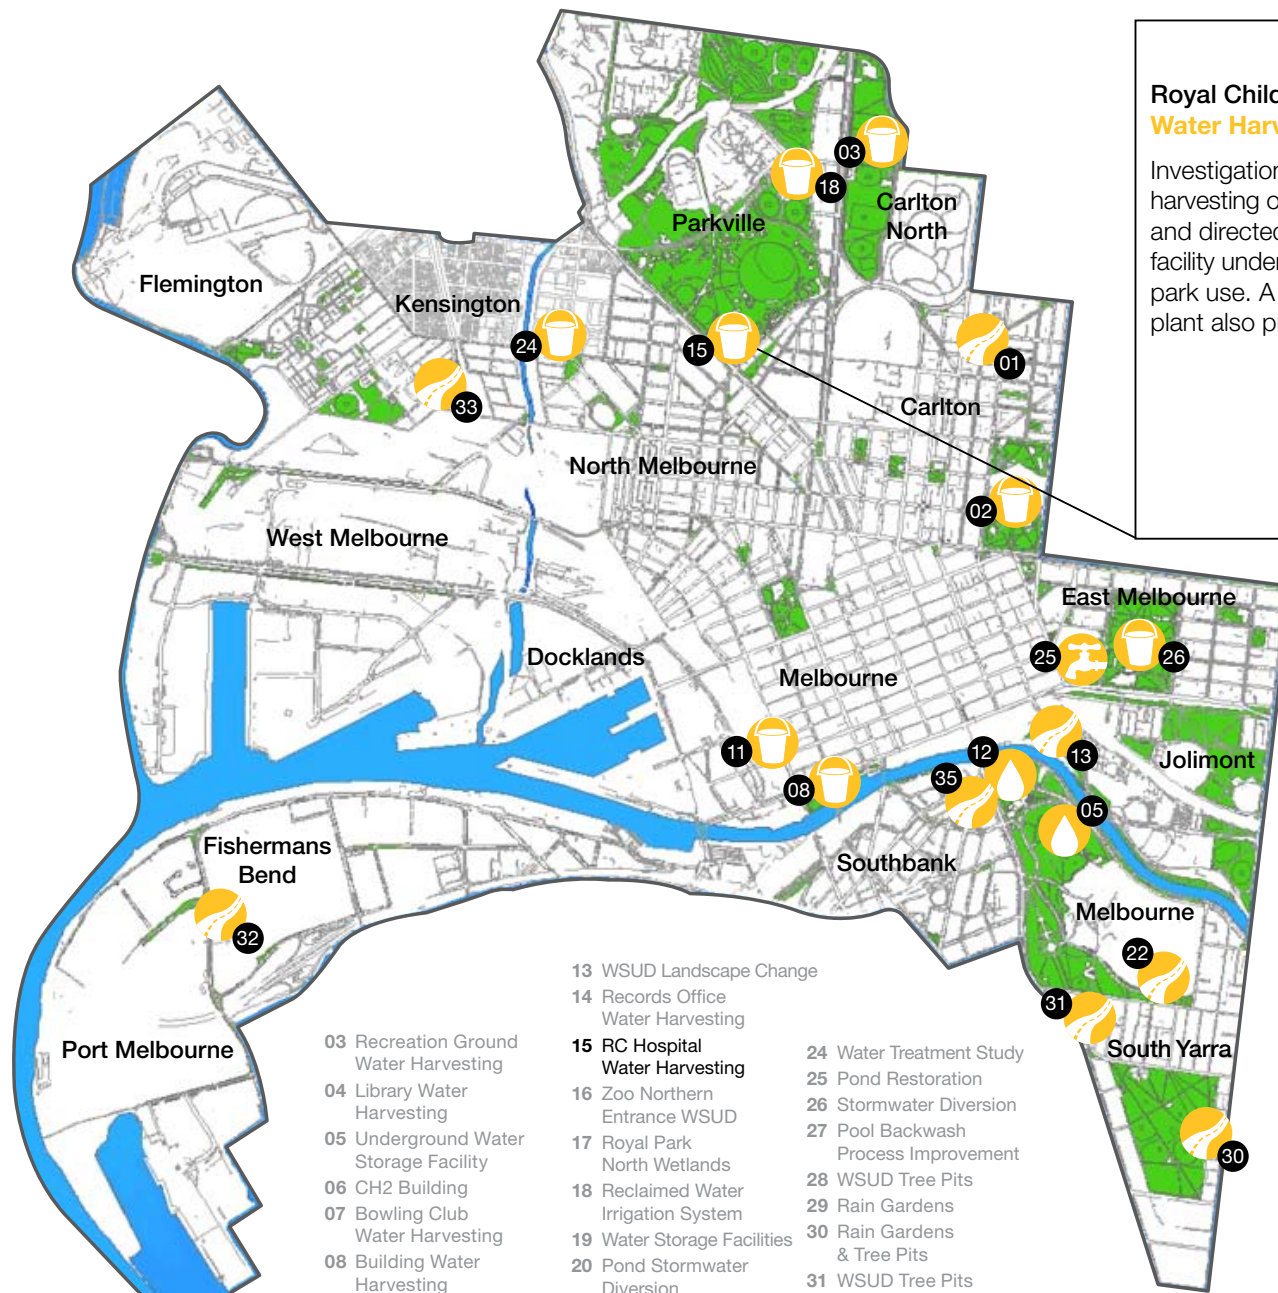 Royal Child
Water Harv
Investigation
harvesting o
and directed
facility under
park use. A
plant also p
03
18
Carlton
North
Parkville
Flemington
Kensington
24
15
01
33
Carlton
North Melbourne
02
West Melbourne
East Melbourne
25
26
Docklands
Melbourne
11
12
13
Jolimont
08
35
05
Fishermans
Bend
Southbank
Melbourne
32
22
31
Port Melbourne
South Yarra
30
03 Recreation Ground
Water Harvesting
04 Library Water
Harvesting
05 Underground Water
Storage Facility
06 CH2 Building
07 Bowling Club
Water Harvesting
08 Building Water
Harvesting
13 WSUD Landscape Change
14 Records Office
Water Harvesting
15 RC Hospital
Water Harvesting
16 Zoo Northern
Entrance WSUD
17 Royal Park
North Wetlands
18 Reclaimed Water
Irrigation System
19 Water Storage Facilities
20 Pond Stormwater
Diversion
24 Water Treatment Study
25 Pond Restoration
26 Stormwater Diversion
27 Pool Backwash
Process Improvement
28 WSUD Tree Pits
29 Rain Gardens
30 Rain Gardens
& Tree Pits
31 WSUD Tree Pits